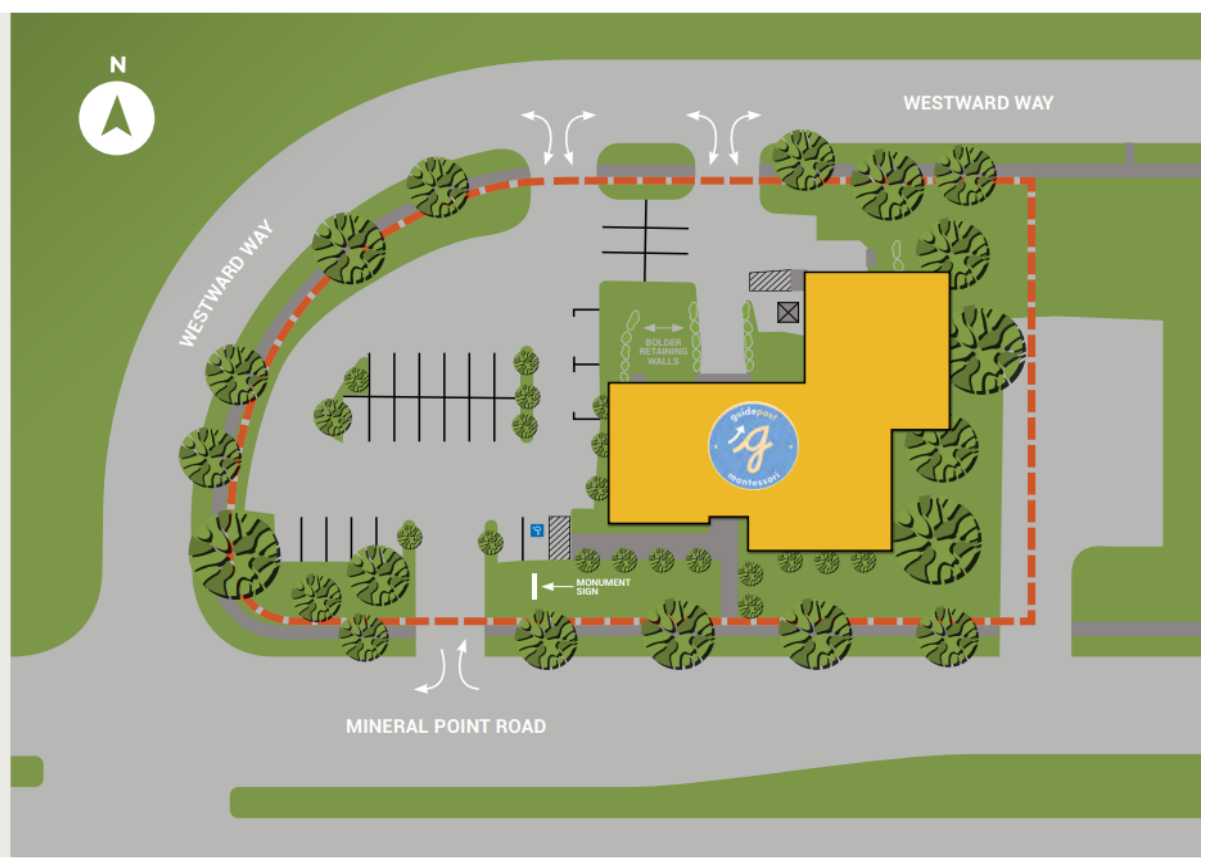 N
WESTWARD WAY
WESTWARD WAY
BOLDER
RETAINING
WALLS
guidepost
g
montessori
MONUMENT
SIGN
MINERAL POINT ROAD